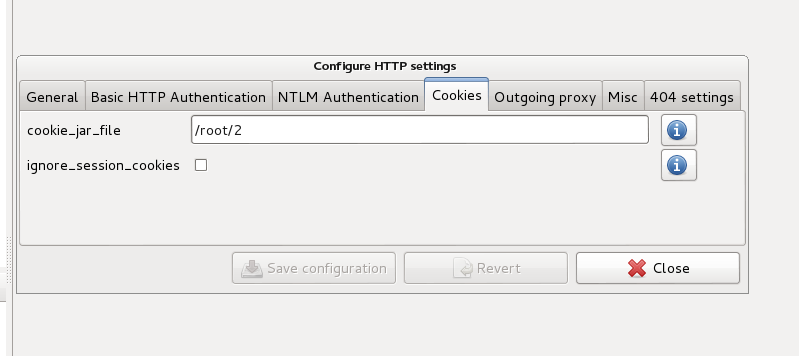 Configure HTTP settings
General Basic HTTP Authentication NTLM Authentication Cookies Outgoing proxy Misc 404 settings
cookie_jar_file /root/2
ignore_session_cookies
Save configuration Revert Close